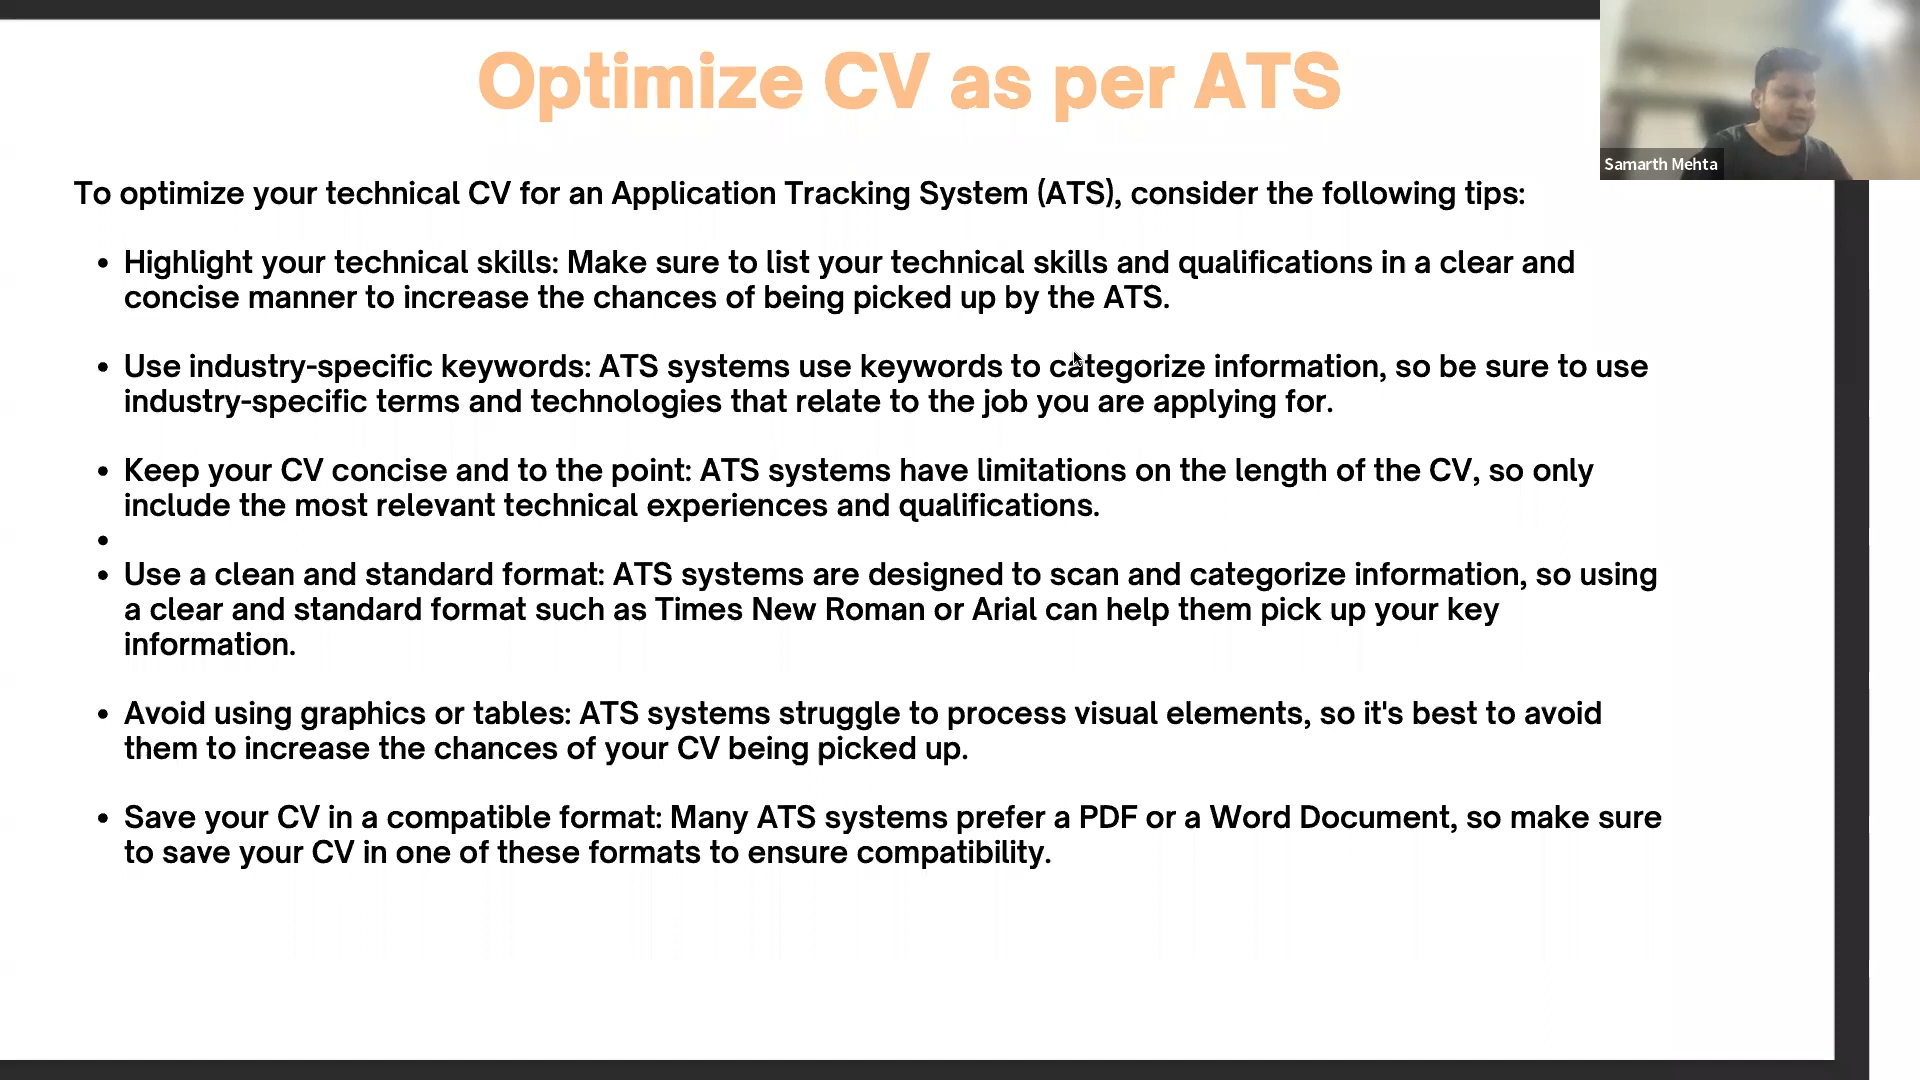 Optimize CV as per ATS
Samarth Mehta
To optimize your technical CV for an Application Tracking System (ATS), consider the following tips:
• Highlight your technical skills: Make sure to list your technical skills and qualifications in a clear and
concise manner to increase the chances of being picked up by the ATS.
• Use industry-specific keywords: ATS systems use keywords to categorize information, so be sure to use
industry-specific terms and technologies that relate to the job you are applying for.
• Keep your CV concise and to the point: ATS systems have limitations on the length of the CV, so only
include the most relevant technical experiences and qualifications.
•
• Use a clean and standard format: ATS systems are designed to scan and categorize information, so using
a clear and standard format such as Times New Roman or Arial can help them pick up your key
information.
• Avoid using graphics or tables: ATS systems struggle to process visual elements, so it's best to avoid
them to increase the chances of your CV being picked up.
• Save your CV in a compatible format: Many ATS systems prefer a PDF or a Word Document, so make sure
to save your CV in one of these formats to ensure compatibility.